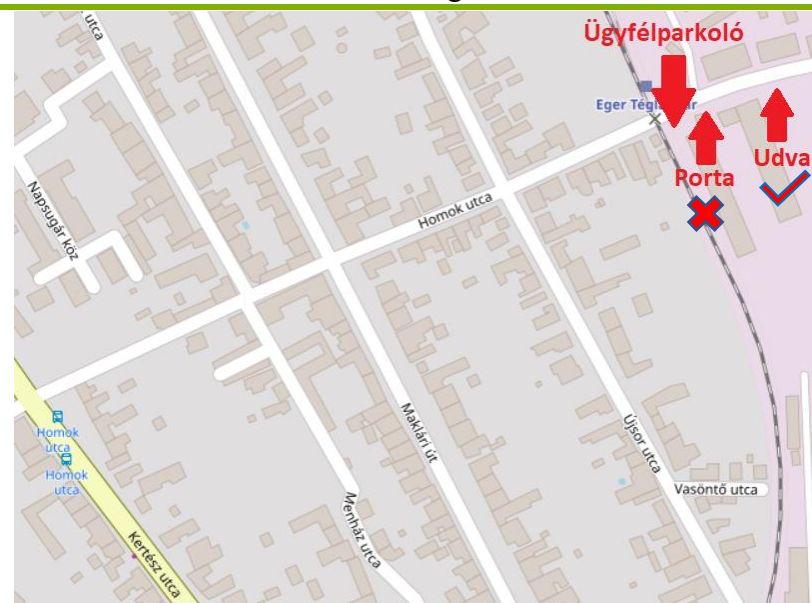 Ügyfélparkoló
utca
Eger
Udva
Porta
Homok utca
Napsugár köz
Homok
utca
Homok
utca
Maklári út
Újsor utca
Vasöntő utca
Menház utca
Kertész utca